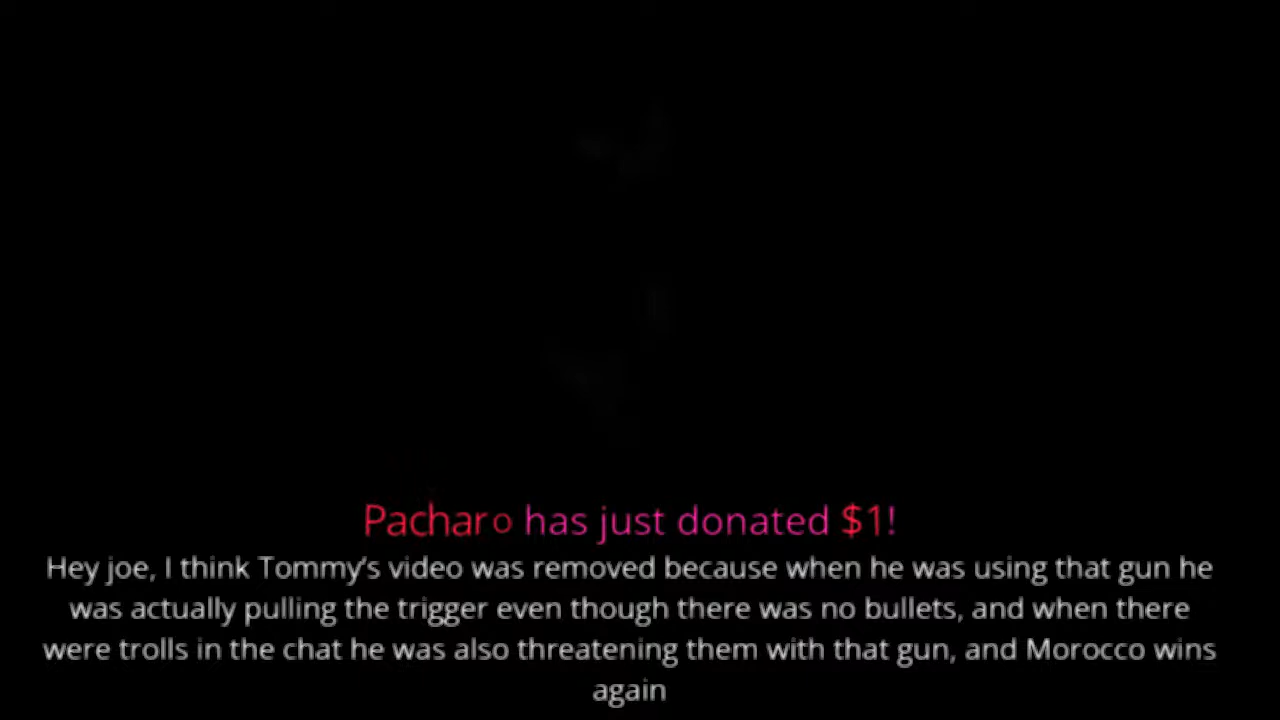 Pacharo has just donated $1!
Hey joe, I think Tommy's video was removed because when he was using that gun he
was actually pulling the trigger even though there was no bullets, and when there
were trolls in the chat he was also threatening them with that gun, and Morocco wins
again